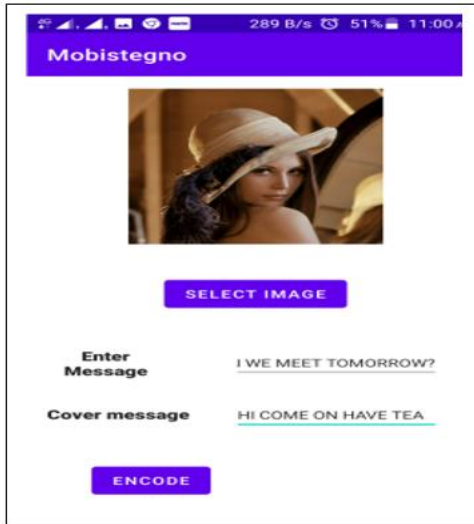 289 B/s 51% 11:00
Mobistegno
SELECT IMAGE
Enter
Message
I WE MEET TOMORROW?
Cover message
HI COME ON HAVE TEA
ENCODE